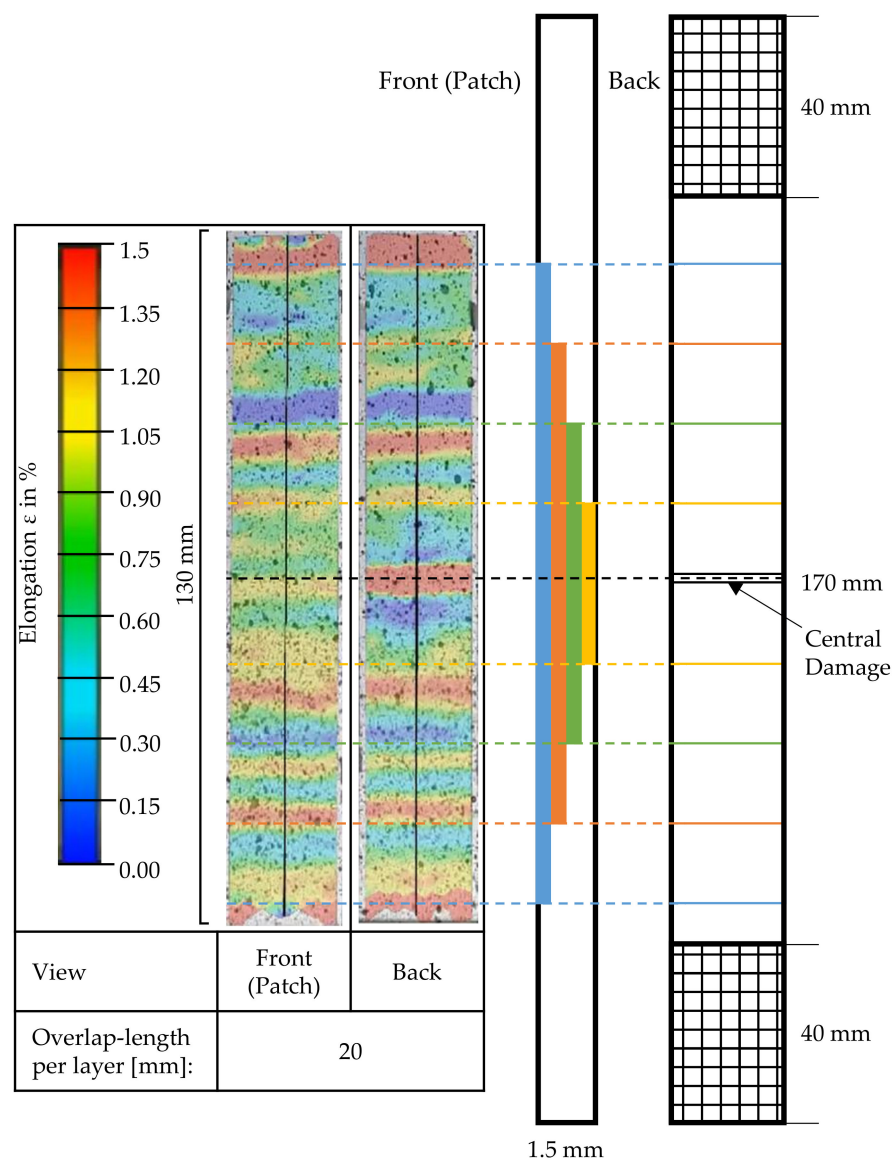 Front (Patch)
Back
40 mm
1.5
1.35
1.20
1.05
0.90
0.75
0.60
0.45
0.30
0.15
0.00
Elongation ε in %
130 mm
170 mm
Central
Damage
View
Front
(Patch)
Back
Overlap-length
per layer [mm]:
20
40 mm
1.5 mm